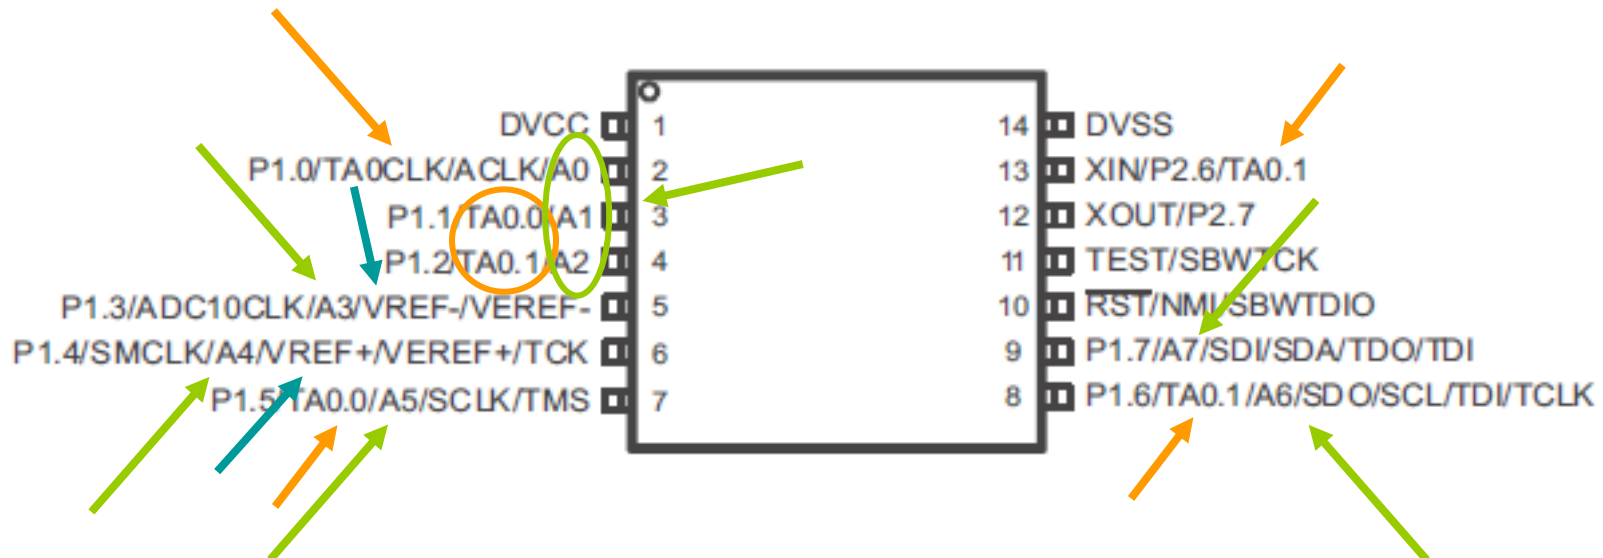 DVCC 1 14 DVSS
P1.0/TA0CLK/ACLK/A0 2 13 XIN/P2.6/TA0.1
P1.1/TA0.0/A1 3 12 XOUT/P2.7
P1.2/TA0.1/A2 4 11 TEST/SBWTCK
P1.3/ADC10CLK/A3/VREF-/VEREF- 5 10 RST/NMI/SBWTDIO
P1.4/SMCLK/A4/VREF+/VEREF+/TCK 6 9 P1.7/A7/SDI/SDA/TDO/TDI
P1.5/TA0.0/A5/SCLK/TMS 7 8 P1.6/TA0.1/A6/SDO/SCL/TDI/TCLK